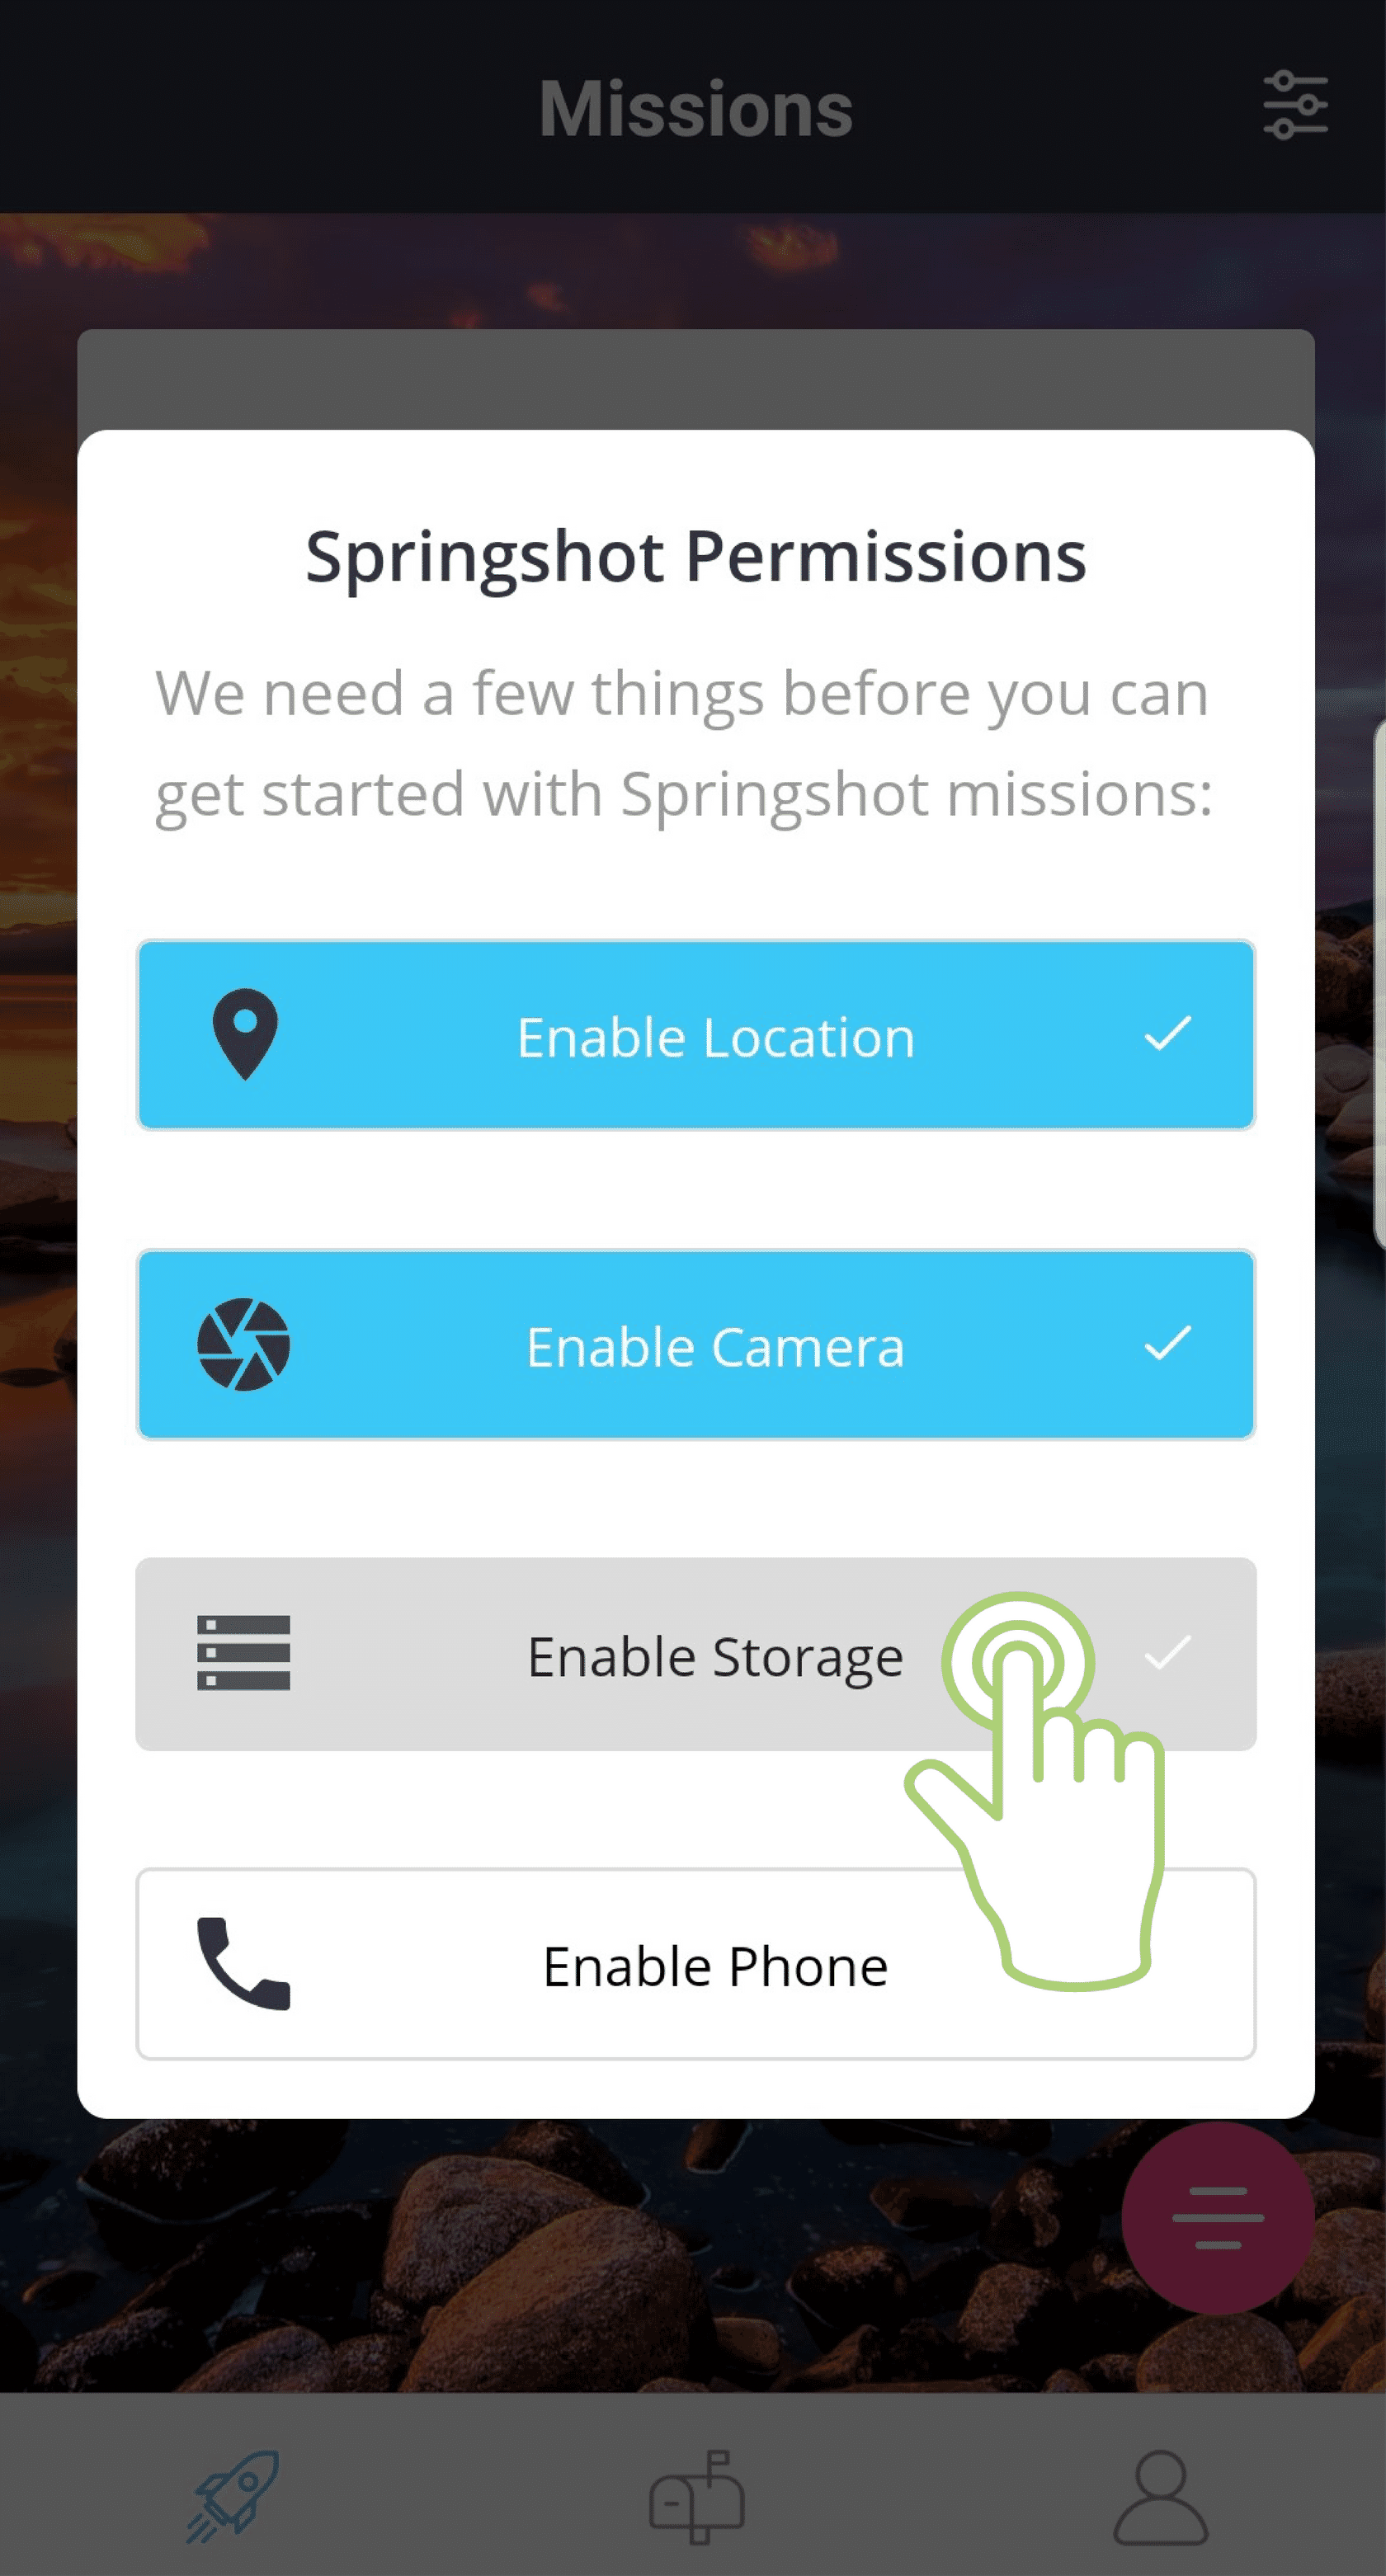 Missions
Springshot Permissions
We need a few things before you can
get started with Springshot missions:
Enable Location
Enable Camera
Enable Storage
Enable Phone